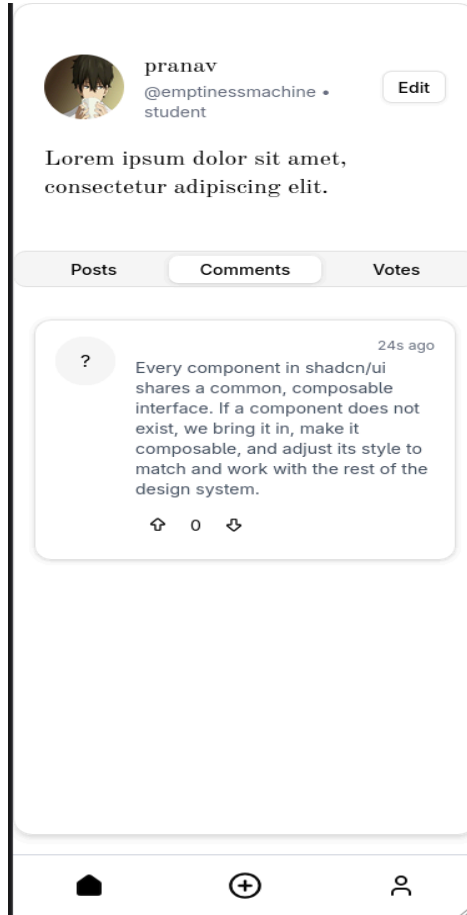 pranav
@emptinessmachine •
student
Edit
Lorem ipsum dolor sit amet,
consectetur adipiscing elit.
Posts
Comments
Votes
?
24s ago
Every component in shadcn/ui
shares a common, composable
interface. If a component does not
exist, we bring it in, make it
composable, and adjust its style to
match and work with the rest of the
design system.
0